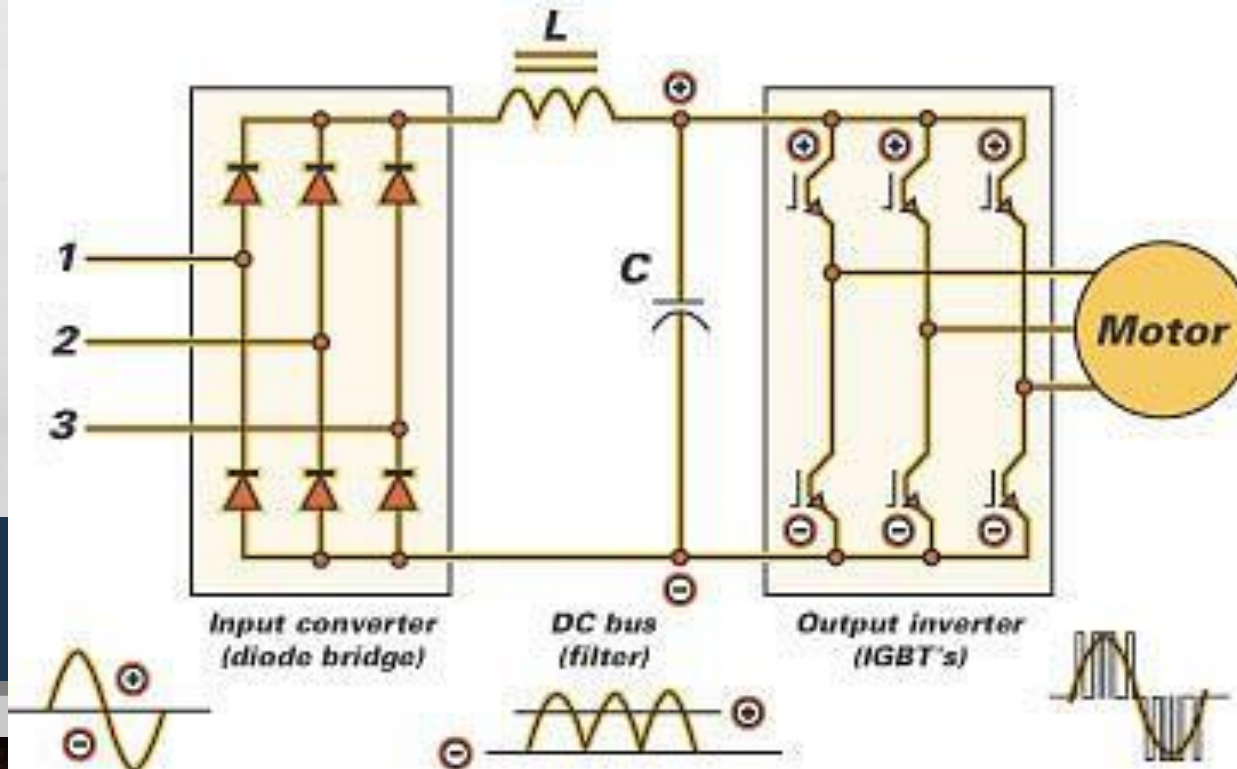 L
1
2
3
C
Motor
Input converter
(diode bridge)
DC bus
(filter)
Output inverter
(IGBT's)